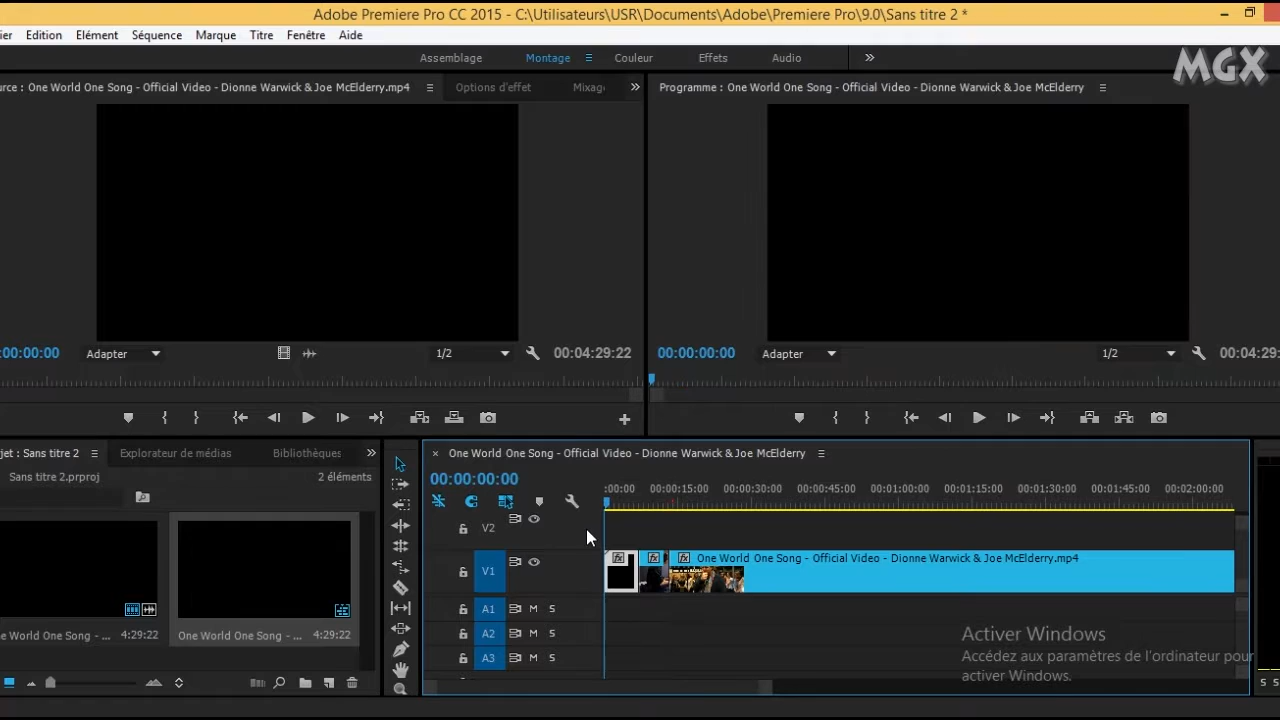 Adobe Premiere Pro CC 2015 - C:\Utilisateurs\USR\Documents\Adobe\Premiere Pro\9.0\Sans titre 2 *
ier Edition Elément Séquence Marque Titre Fenêtre Aide
Assemblage Montage Couleur Effets Audio
MGX
urce : One World One Song - Official Video - Dionne Warwick & Joe McElderry.mp4 Options d'effet Mixag
Programme : One World One Song - Official Video - Dionne Warwick & Joe McElderry
:00:00:00 Adapter 1/2 00:04:29:22
00:00:00:00 Adapter 1/2 00:04:29:
jet : Sans titre 2 Explorateur de médias Bibliothèques
Sans titre 2.prproj 2 éléments
ne World One Song - ... 4:29:22
One World One Song - ... 4:29:22
One World One Song - Official Video - Dionne Warwick & Joe McElderry
00:00:00:00
:00:00 00:00:15:00 00:00:30:00 00:00:45:00 00:01:00:00 00:01:15:00 00:01:30:00 00:01:45:00 00:02:00:00
V2
V1 fx fx fx One World One Song - Official Video - Dionne Warwick & Joe McElderry.mp4
A1 M S
A2 M S
A3 M S
Activer Windows
Accédez aux paramètres de l'ordinateur pour
activer Windows.
S S